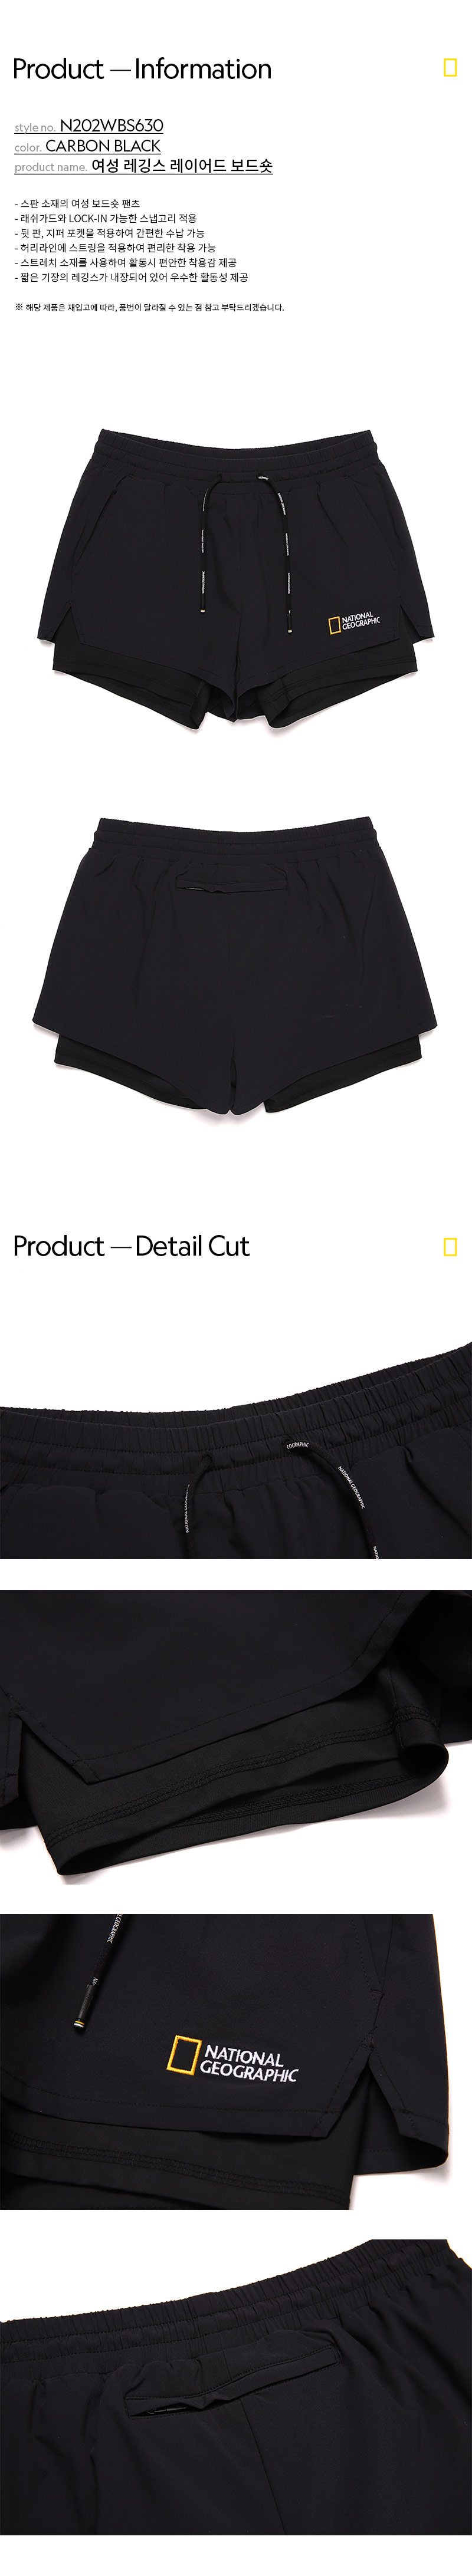 Product — Information
style no. N202WBS630
color. CARBON BLACK
product name. 여성 레깅스 레이어드 보드숏
- 스판 소재의 여성 보드숏 팬츠
- 래쉬가드와 LOCK-IN 가능한 스냅고리 적용
- 뒷 판, 지퍼 포켓을 적용하여 간편한 수납 가능
- 허리라인에 스트링을 적용하여 편리한 착용 가능
- 스트레치 소재를 사용하여 활동시 편안한 착용감 제공
- 짧은 기장의 레깅스가 내장되어 있어 우수한 활동성 제공
※ 해당 제품은 재입고에 따라, 품번이 달라질 수 있는 점 참고 부탁드리겠습니다.
NATIONAL
GEOGRAPHIC
Product — Detail Cut
NATIONAL GEOGRAPHIC
NATIONAL
GEOGRAPHIC